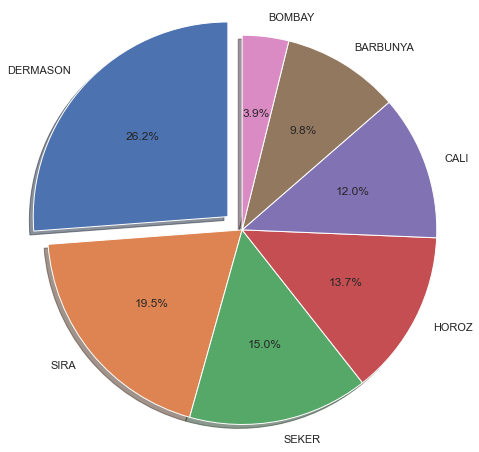 BOMBAY
BARBUNYA
DERMASON
3.9%
9.8%
26.2%
CALI
12.0%
13.7%
19.5%
HOROZ
15.0%
SIRA
SEKER